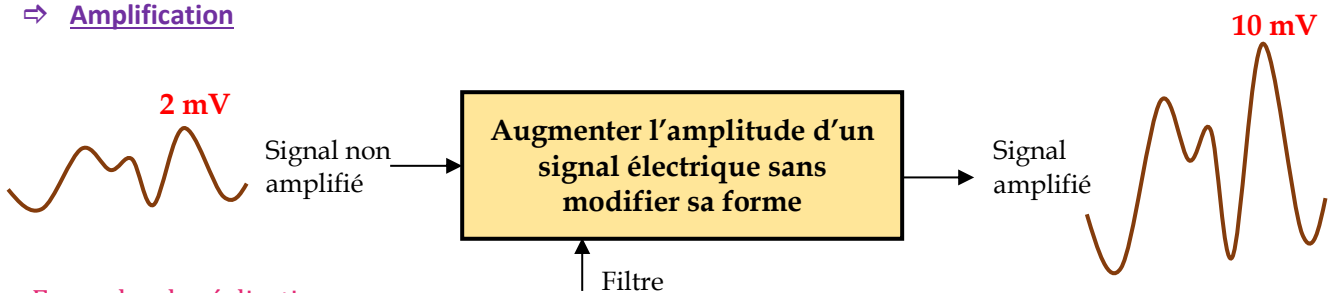 ⇨ Amplification
10 mV
2 mV
Signal non
amplifié
Augmenter l’amplitude d’un
signal électrique sans
modifier sa forme
Signal
amplifié
Filtre